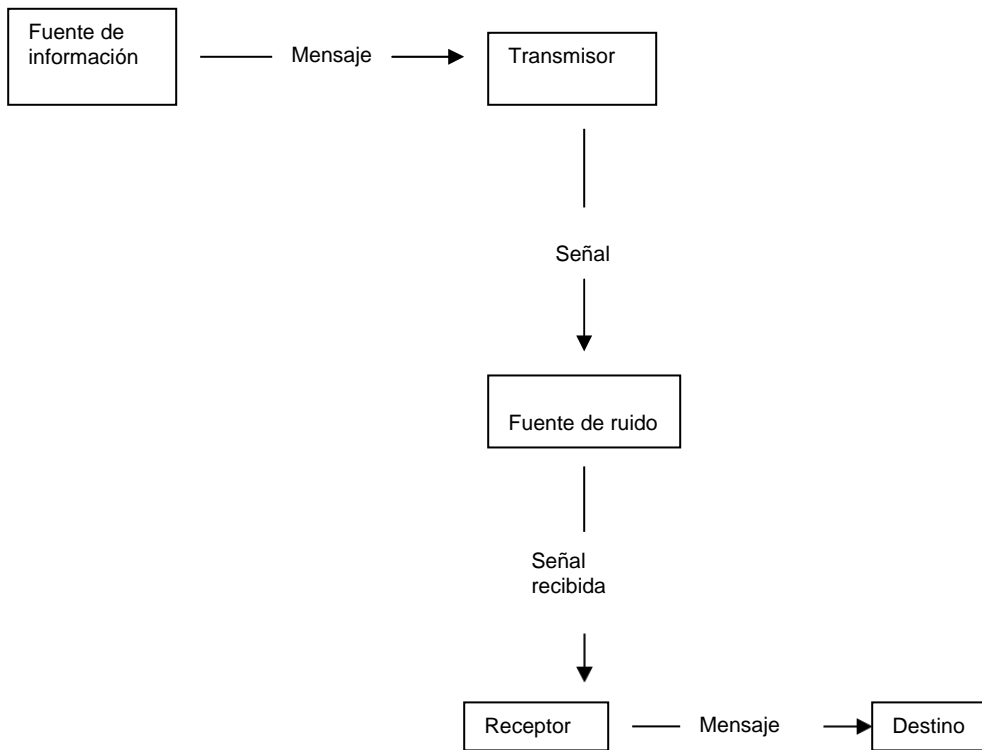 Fuente de
información
Mensaje
Transmisor
Señal
Fuente de ruido
Señal
recibida
Receptor
Mensaje
Destino